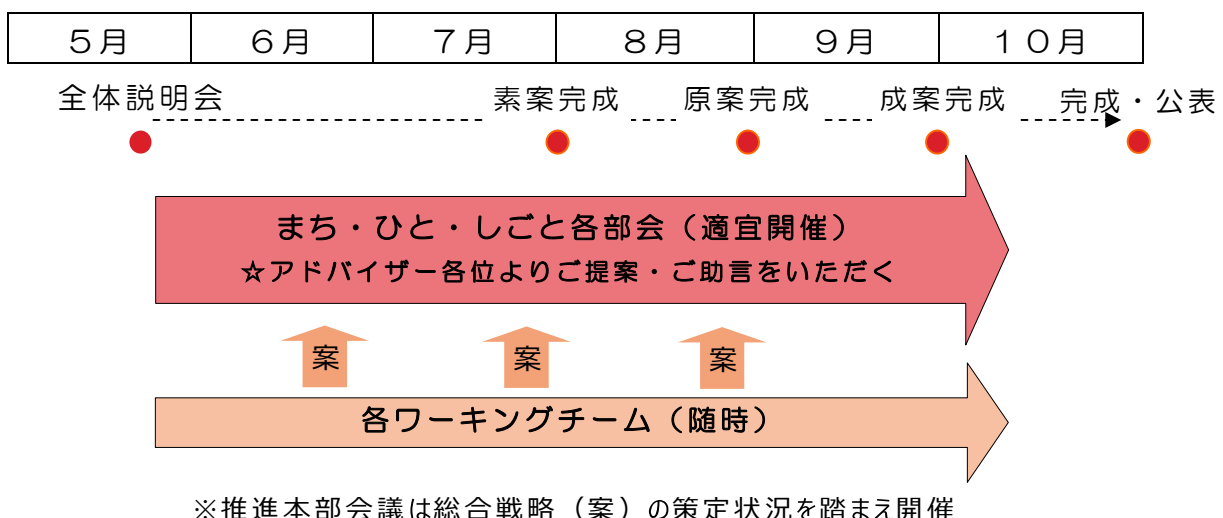 ５月 ６月 ７月 ８月 ９月 １０月
全体説明会 素案完成 原案完成 成案完成 完成・公表
まち・ひと・しごと各部会（適宜開催）
☆アドバイザー各位よりご提案・ご助言をいただく
案 案 案
各ワーキングチーム（随時）
※推進本部会議は総合戦略（案）の策定状況を踏まえ開催